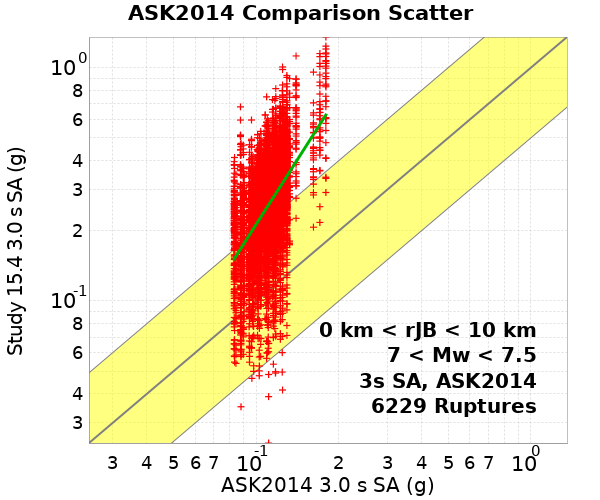 ASK2014 Comparison Scatter
Study 15.4 3.0 s SA (g)
10^0
8
6
4
3
2
10^-1
8
6
4
3
0 km < rJB < 10 km
7 < Mw < 7.5
3s SA, ASK2014
6229 Ruptures
3 4 5 6 7 10^-1 2 3 4 5 6 7 10^0
ASK2014 3.0 s SA (g)